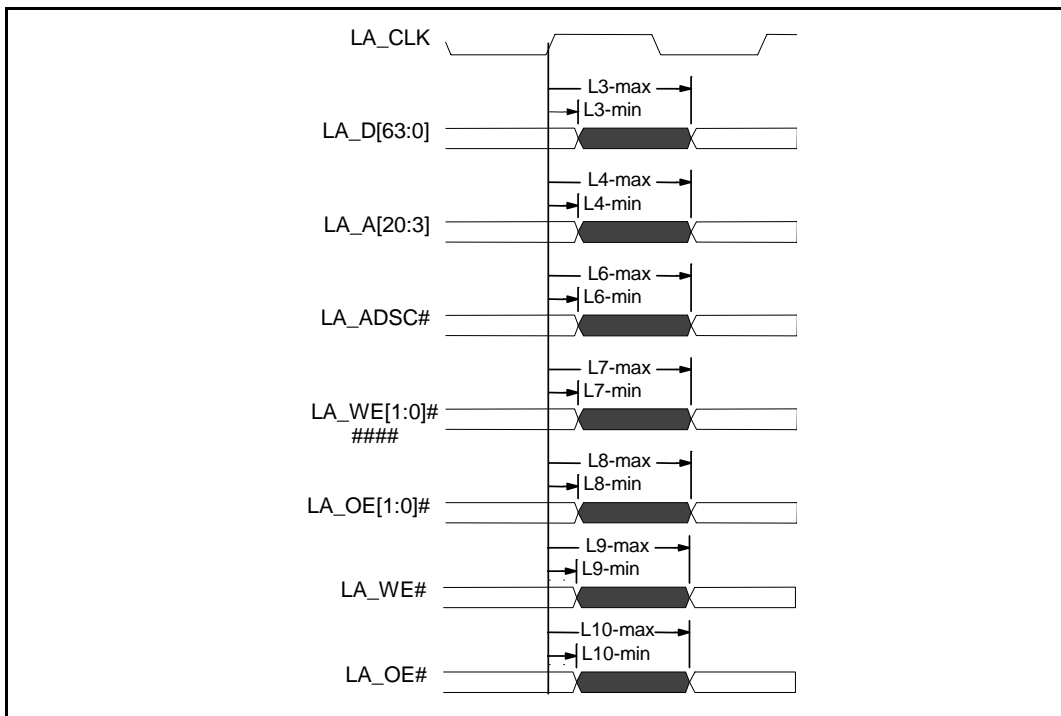 LA_CLK
L3-max
L3-min
LA_D[63:0]
L4-max
L4-min
LA_A[20:3]
L6-max
L6-min
LA_ADSC#
L7-max
L7-min
LA_WE[1:0]#
####
L8-max
L8-min
LA_OE[1:0]#
L9-max
L9-min
LA_WE#
L10-max
L10-min
LA_OE#